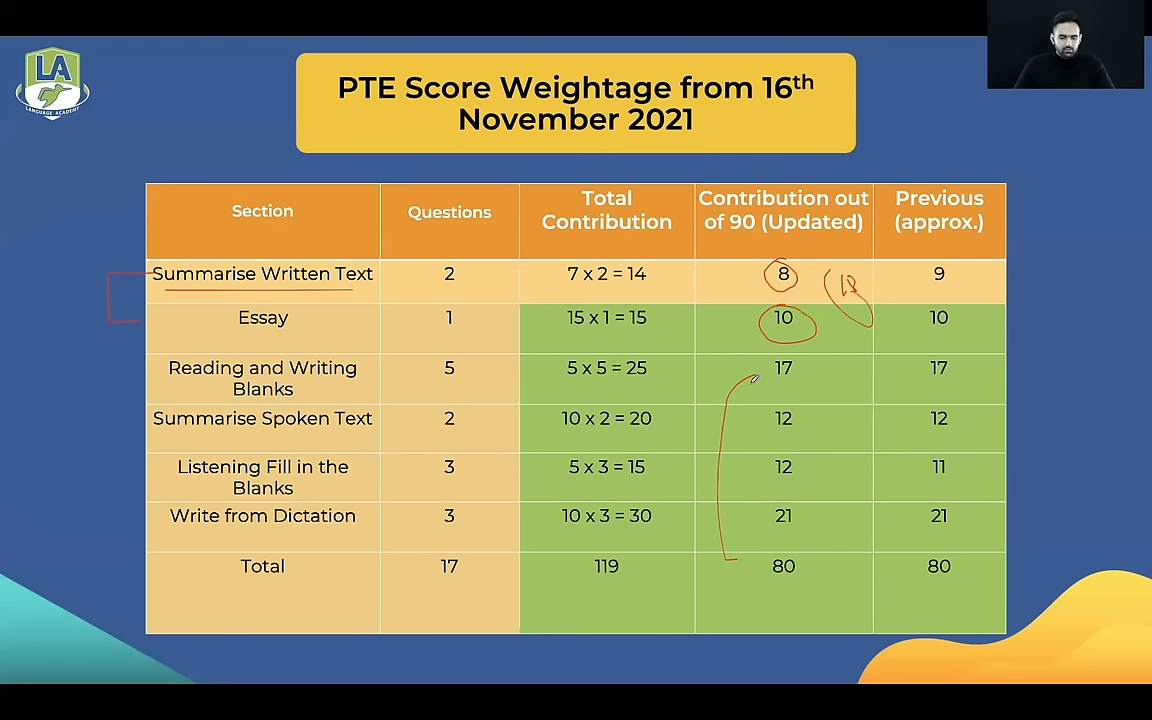 LA
LANGUAGE ACADEMY
PTE Score Weightage from 16th
November 2021
Section
Questions
Total
Contribution
Contribution out
of 90 (Updated)
Previous
(approx.)
Summarise Written Text
2
7 x 2 = 14
8
18
9
Essay
1
15 x 1 = 15
10
10
Reading and Writing
Blanks
5
5 x 5 = 25
17
17
Summarise Spoken Text
2
10 x 2 = 20
12
12
Listening Fill in the
Blanks
3
5 x 3 = 15
12
11
Write from Dictation
3
10 x 3 = 30
21
21
Total
17
119
80
80